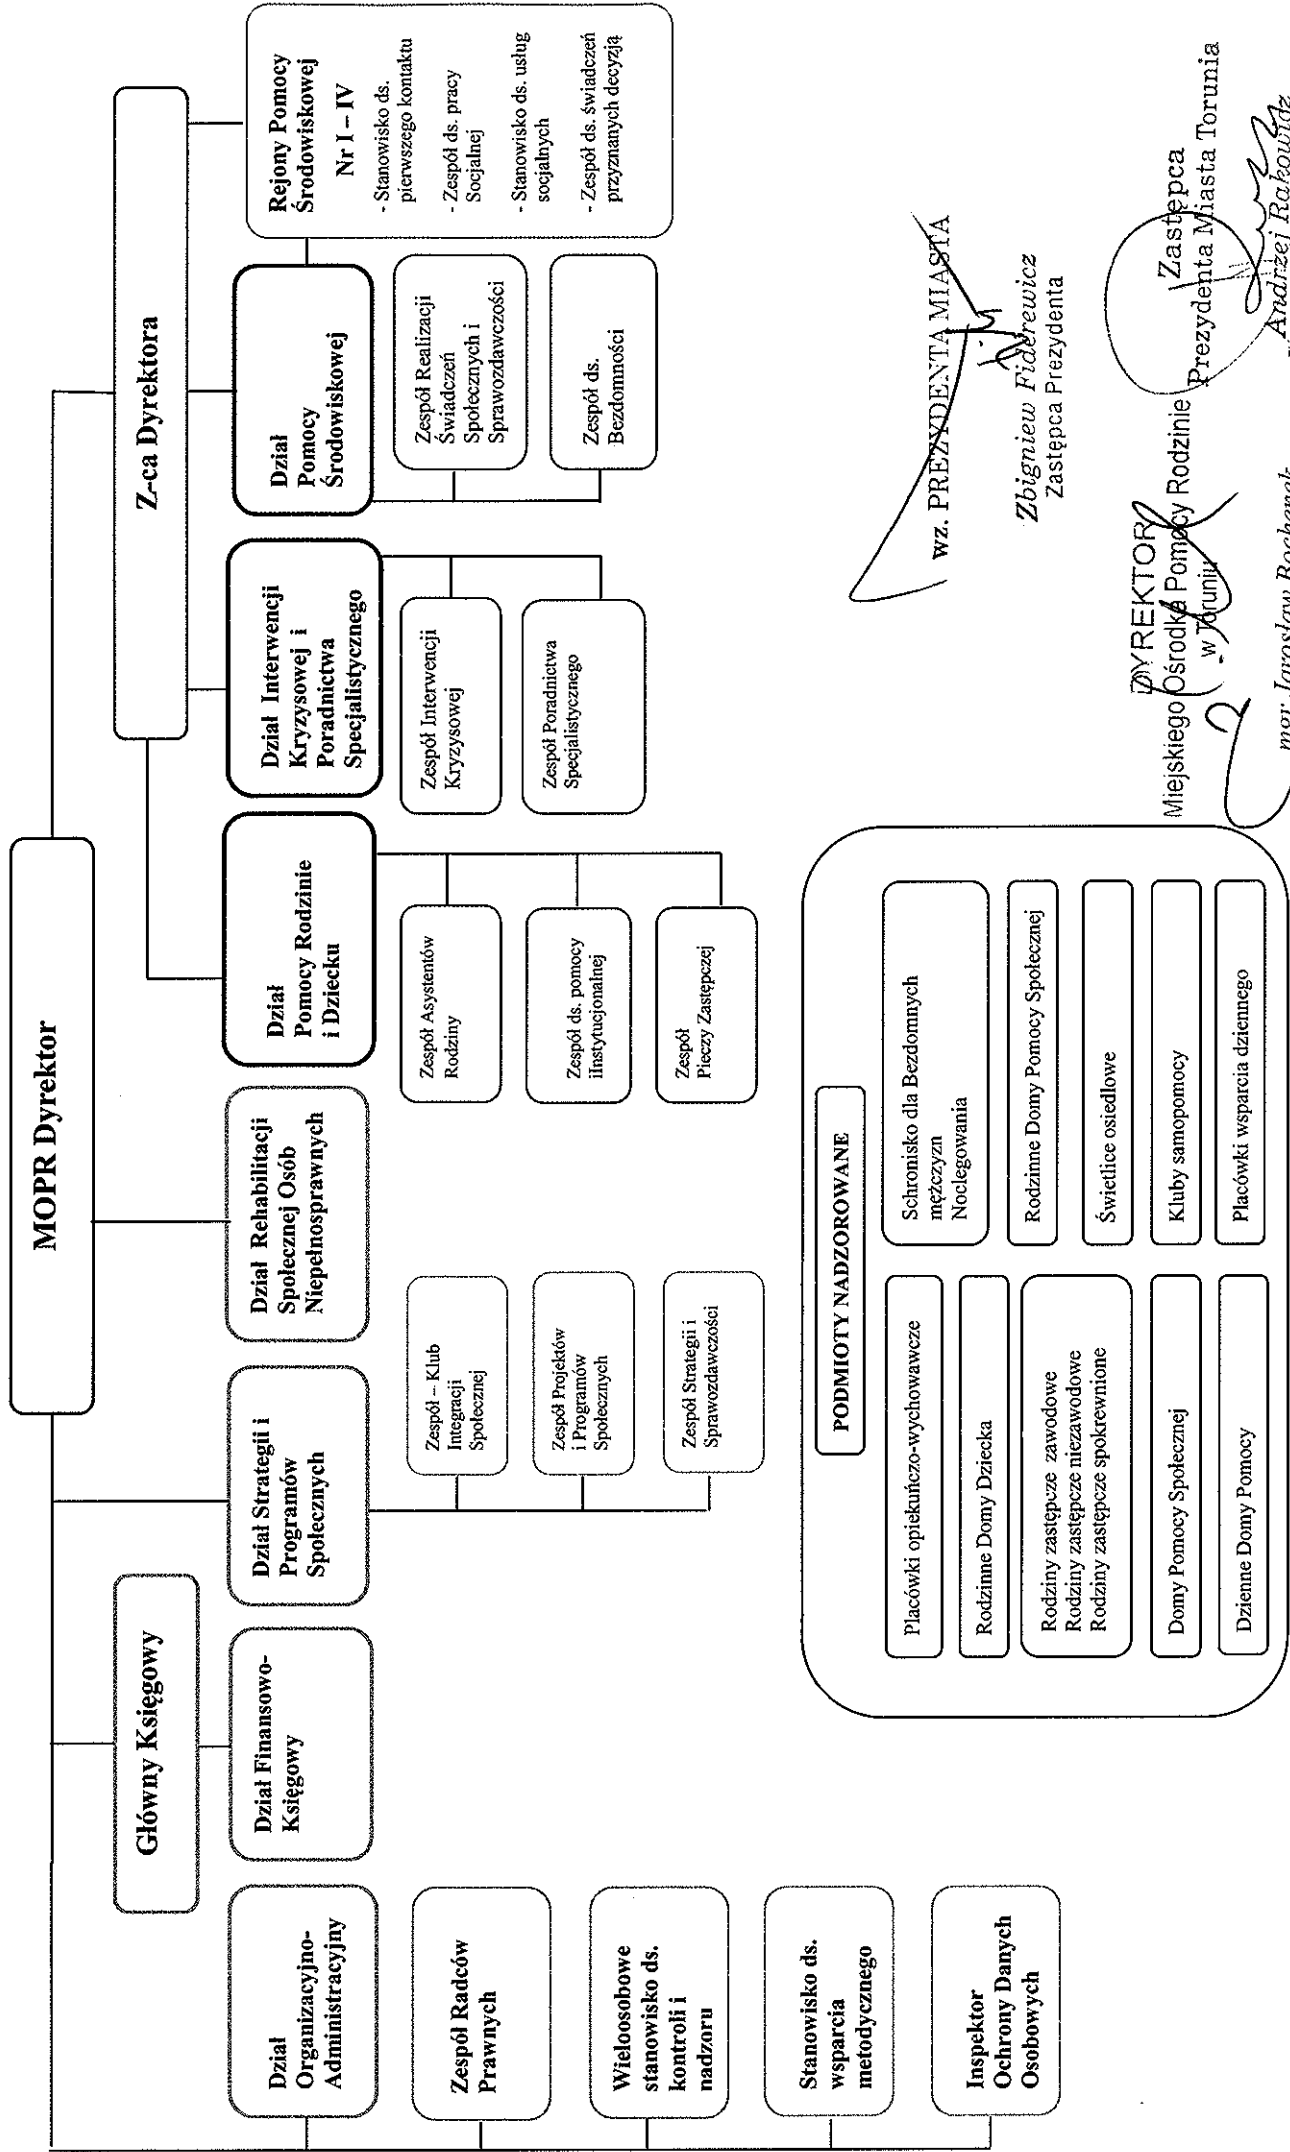 MOPR Dyrektor
Główny Księgowy
Z-ca Dyrektora
Dział
Organizacyjno-
Administracyjny
Dział Finansowo-
Księgowy
Dział Strategii i
Programów
Społecznych
Dział Rehabilitacji
Społecznej Osób
Niepełnosprawnych
Dział
Pomocy Rodzinie
i Dziecku
Dział Interwencji
Kryzysowej i
Poradnictwa
Specjalistycznego
Dział
Pomocy
Środowiskowej
Rejony Pomocy
Środowiskowej
Nr I – IV
- Stanowisko ds.
pierwszego kontaktu
- Zespół ds. pracy
Socjalnej
- Stanowisko ds. usług
socjalnych
- Zespół ds. świadczeń
przyznanych decyzją
Zespół Radców
Prawnych
Wieloosobowe
stanowisko ds.
kontroli i
nadzoru
Stanowisko ds.
wsparcia
metodycznego
Inspektor
Ochrony Danych
Osobowych
Zespół – Klub
Integracji
Społecznej
Zespół Projektów
i Programów
Społecznych
Zespół Strategii i
Sprawozdawczości
Zespół Asystentów
Rodziny
Zespół ds. pomocy
iInstytucjonalnej
Zespół
Pieczy Zastępczej
Zespół Interwencji
Kryzysowej
Zespół Poradnictwa
Specjalistycznego
Zespół Realizacji
Świadczeń
Społecznych i
Sprawozdawczości
Zespół ds.
Bezdomności
PODMIOTY NADZOROWANE
Placówki opiekuńczo-wychowawcze
Rodzinne Domy Dziecka
Rodziny zastępcze zawodowe
Rodziny zastępcze niezawodowe
Rodziny zastępcze spokrewnione
Domy Pomocy Społecznej
Dzienne Domy Pomocy
Schronisko dla Bezdomnych
mężczyzn
Noclegowania
Rodzinne Domy Pomocy Społecznej
Świetlice osiedlowe
Kluby samopomocy
Placówki wsparcia dziennego
wz. PREZYDENTA MIASTA
Zbigniew Fiderewicz
Zastępca Prezydenta
DYREKTOR
Miejskiego Ośrodka Pomocy Rodzinie
w Toruniu
mgr Jarosław Bochenek
Zastępca
Prezydenta Miasta Torunia
Andrzej Rakowicz